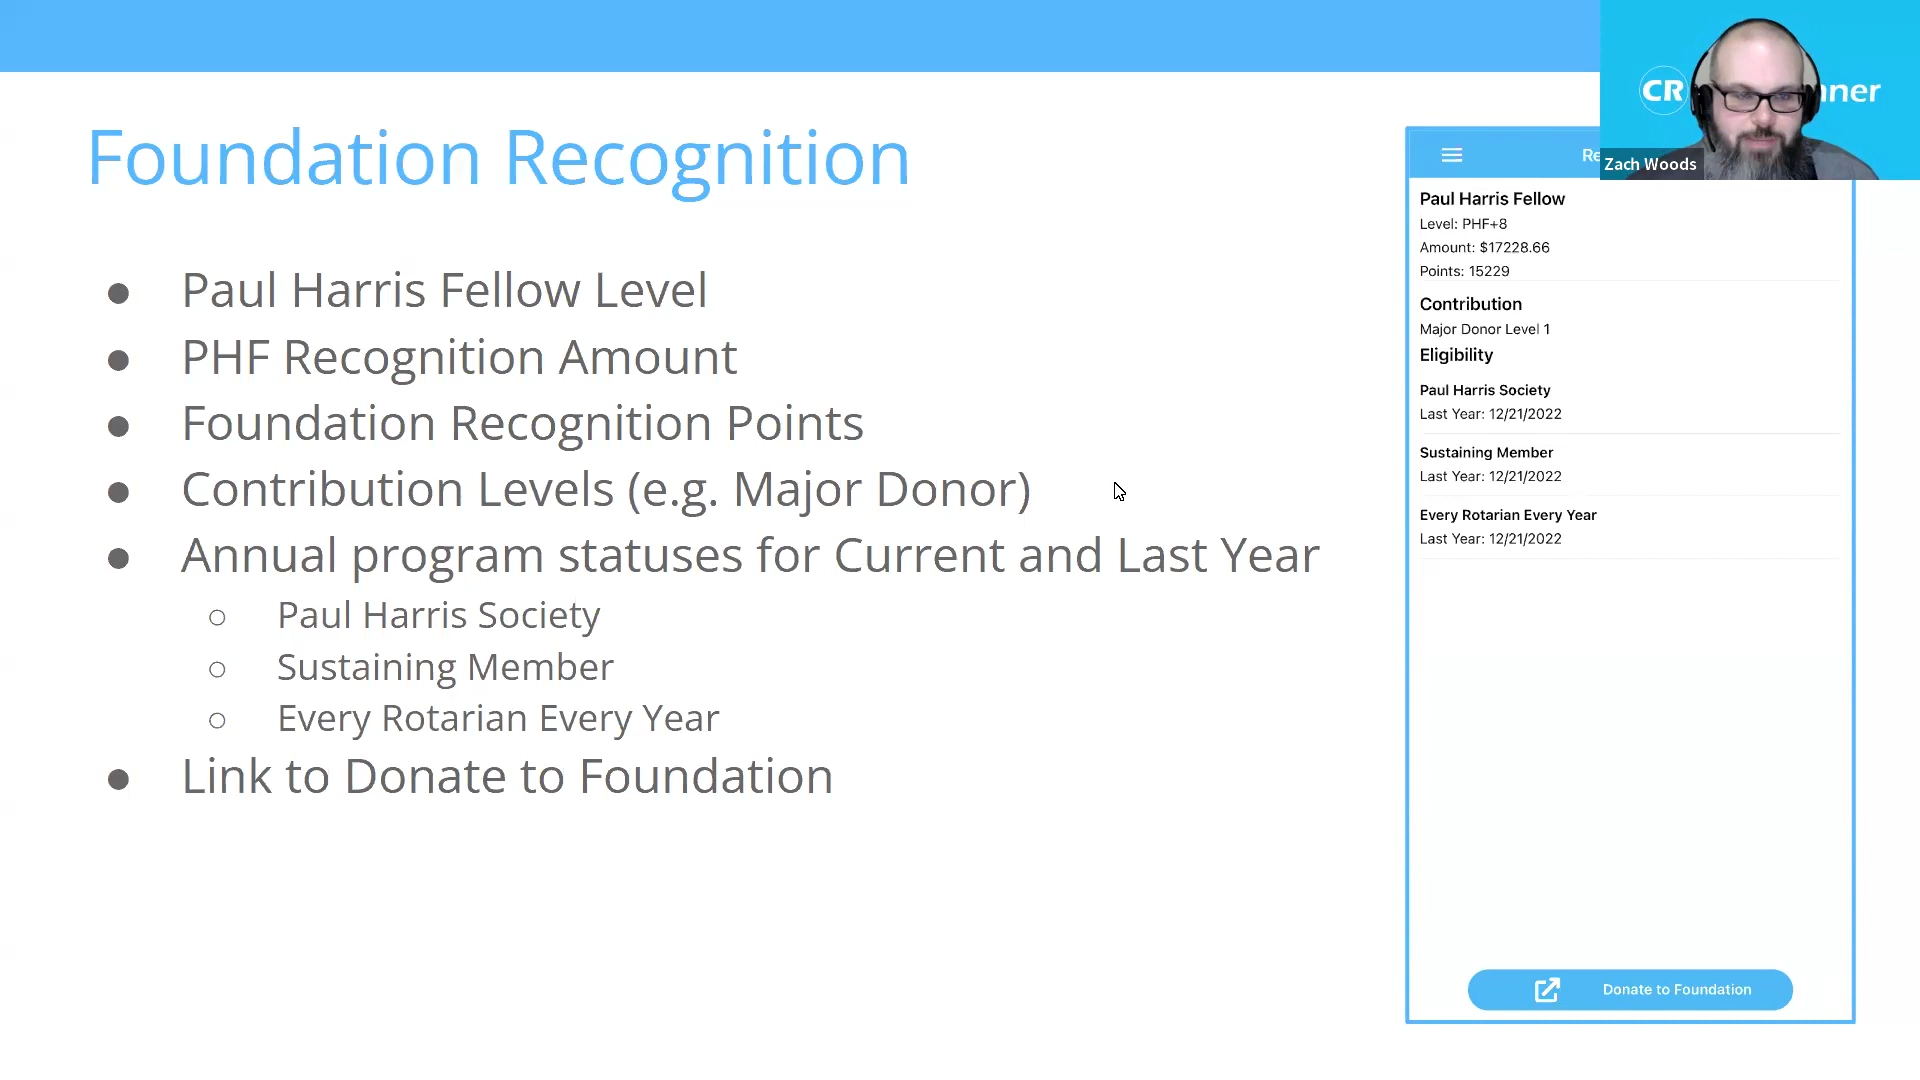 Foundation Recognition
● Paul Harris Fellow Level
● PHF Recognition Amount
● Foundation Recognition Points
● Contribution Levels (e.g. Major Donor)
● Annual program statuses for Current and Last Year
○ Paul Harris Society
○ Sustaining Member
○ Every Rotarian Every Year
● Link to Donate to Foundation
CR
Zach Woods
Paul Harris Fellow
Level: PHF+8
Amount: $17228.66
Points: 15229
Contribution
Major Donor Level 1
Eligibility
Paul Harris Society
Last Year: 12/21/2022
Sustaining Member
Last Year: 12/21/2022
Every Rotarian Every Year
Last Year: 12/21/2022
Donate to Foundation